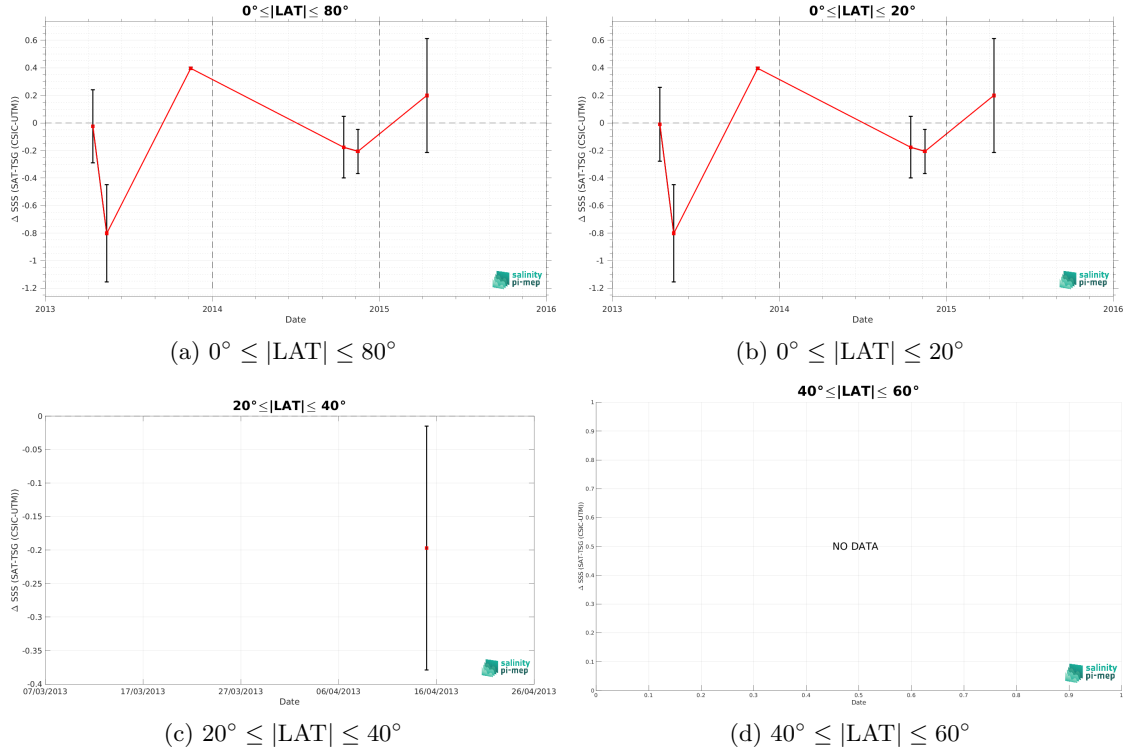 0°≤|LAT|≤ 80°
Δ SSS (SAT-TSG (CSIC-UTM))
0.6
0.4
0.2
0
-0.2
-0.4
-0.6
-0.8
-1
-1.2
2013 2014 2015 2016
Date
salinity
pi-mep
(a) 0° ≤ |LAT| ≤ 80°
0°≤|LAT|≤ 20°
Δ SSS (SAT-TSG (CSIC-UTM))
0.6
0.4
0.2
0
-0.2
-0.4
-0.6
-0.8
-1
-1.2
2013 2014 2015 2016
Date
salinity
pi-mep
(b) 0° ≤ |LAT| ≤ 20°
20°≤|LAT|≤ 40°
Δ SSS (SAT-TSG (CSIC-UTM))
0
-0.05
-0.1
-0.15
-0.2
-0.25
-0.3
-0.35
-0.4
07/03/2013 17/03/2013 27/03/2013 06/04/2013 16/04/2013 26/04/2013
Date
salinity
pi-mep
(c) 20° ≤ |LAT| ≤ 40°
40°≤|LAT|≤ 60°
Δ SSS (SAT-TSG (CSIC-UTM))
1
0.9
0.8
0.7
0.6
0.5
0.4
0.3
0.2
0.1
0
NO DATA
0 0.1 0.2 0.3 0.4 0.5 0.6 0.7 0.8 0.9 1
Date
salinity
pi-mep
(d) 40° ≤ |LAT| ≤ 60°